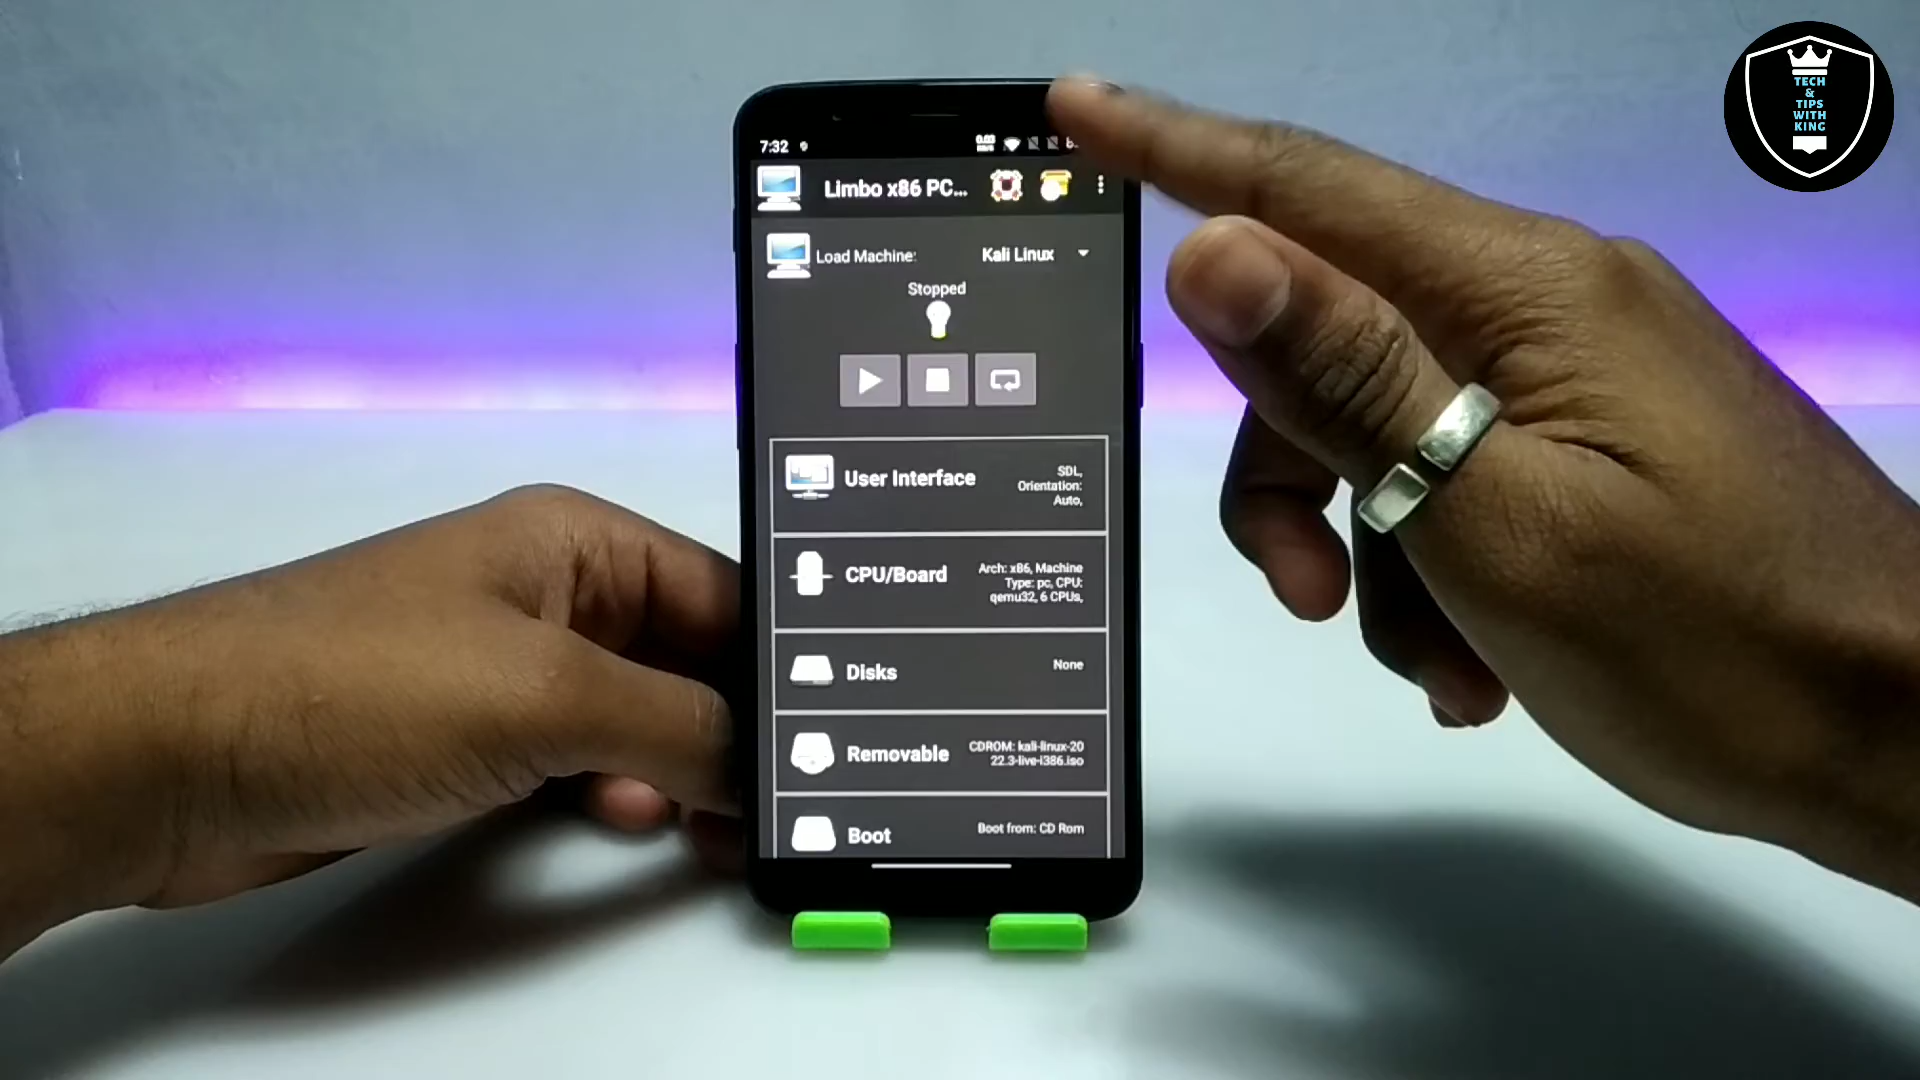 TECH
&
TIPS
WITH
KING
7:32
0.03
Limbo x86 PC...
Load Machine:
Kali Linux
Stopped
User Interface
SDL,
Orientation:
Auto,
CPU/Board
Arch: x86, Machine
Type: pc, CPU:
qemu32, 6 CPUs,
Disks
None
Removable
CDROM: kali-linux-20
22.3-live-i386.iso
Boot
Boot from: CD Rom